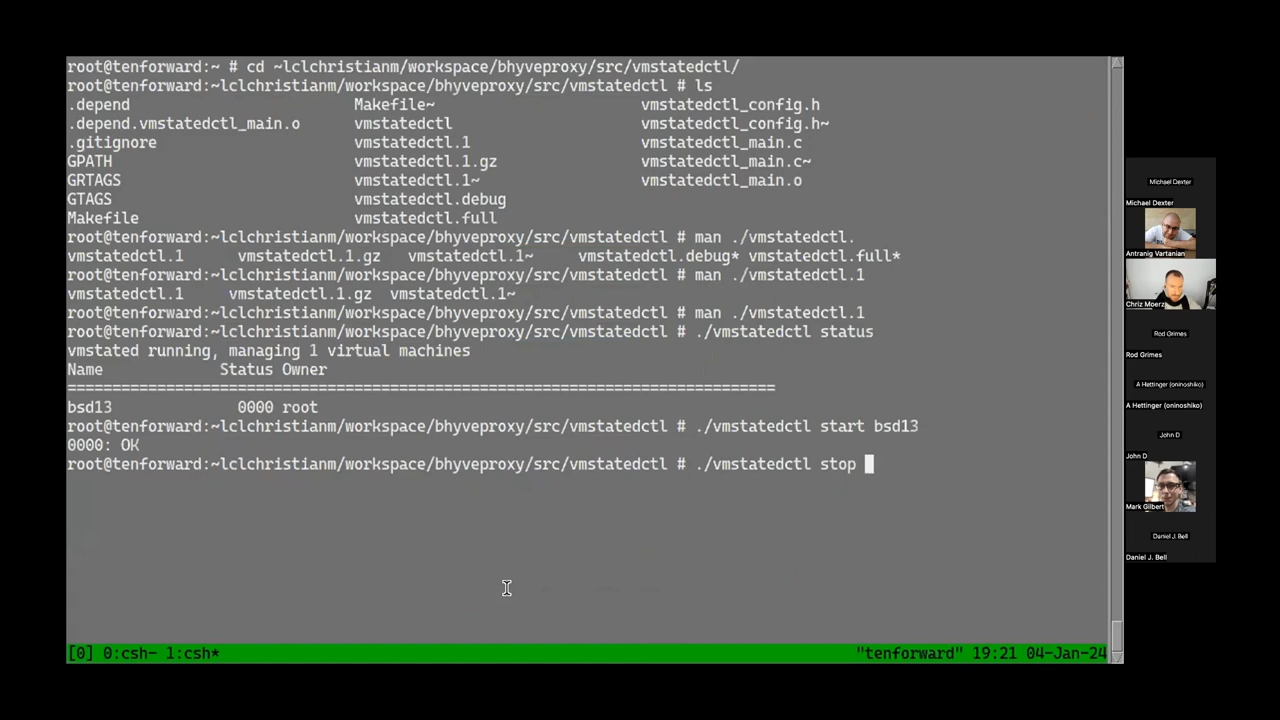 root@tenforward:~ # cd ~lclchristianm/workspace/bhyveproxy/src/vmstatedctl/
root@tenforward:~lclchristianm/workspace/bhyveproxy/src/vmstatedctl # ls
.depend Makefile~ vmstatedctl_config.h
.depend.vmstatedctl_main.o vmstatedctl vmstatedctl_config.h~
.gitignore vmstatedctl.1 vmstatedctl_main.c
GPATH vmstatedctl.1.gz vmstatedctl_main.c~
GRTAGS vmstatedctl.1~ vmstatedctl_main.o
GTAGS vmstatedctl.debug
Makefile vmstatedctl.full
root@tenforward:~lclchristianm/workspace/bhyveproxy/src/vmstatedctl # man ./vmstatedctl.
vmstatedctl.1 vmstatedctl.1.gz vmstatedctl.1~ vmstatedctl.debug* vmstatedctl.full*
root@tenforward:~lclchristianm/workspace/bhyveproxy/src/vmstatedctl # man ./vmstatedctl.1
vmstatedctl.1 vmstatedctl.1.gz vmstatedctl.1~
root@tenforward:~lclchristianm/workspace/bhyveproxy/src/vmstatedctl # man ./vmstatedctl.1
root@tenforward:~lclchristianm/workspace/bhyveproxy/src/vmstatedctl # ./vmstatedctl status
vmstated running, managing 1 virtual machines
Name Status Owner
===============================================================================
bsd13 0000 root
root@tenforward:~lclchristianm/workspace/bhyveproxy/src/vmstatedctl # ./vmstatedctl start bsd13
0000: OK
root@tenforward:~lclchristianm/workspace/bhyveproxy/src/vmstatedctl # ./vmstatedctl stop
[0] 0:csh- 1:csh* "tenforward" 19:21 04-Jan-24
Michael Dexter
Michael Dexter
Antranig Vartanian
Chriz Moerz
Rod Grimes
Rod Grimes
A Hettinger (oninoshiko)
A Hettinger (oninoshiko)
John D
John D
Mark Gilbert
Daniel J. Bell
Daniel J. Bell